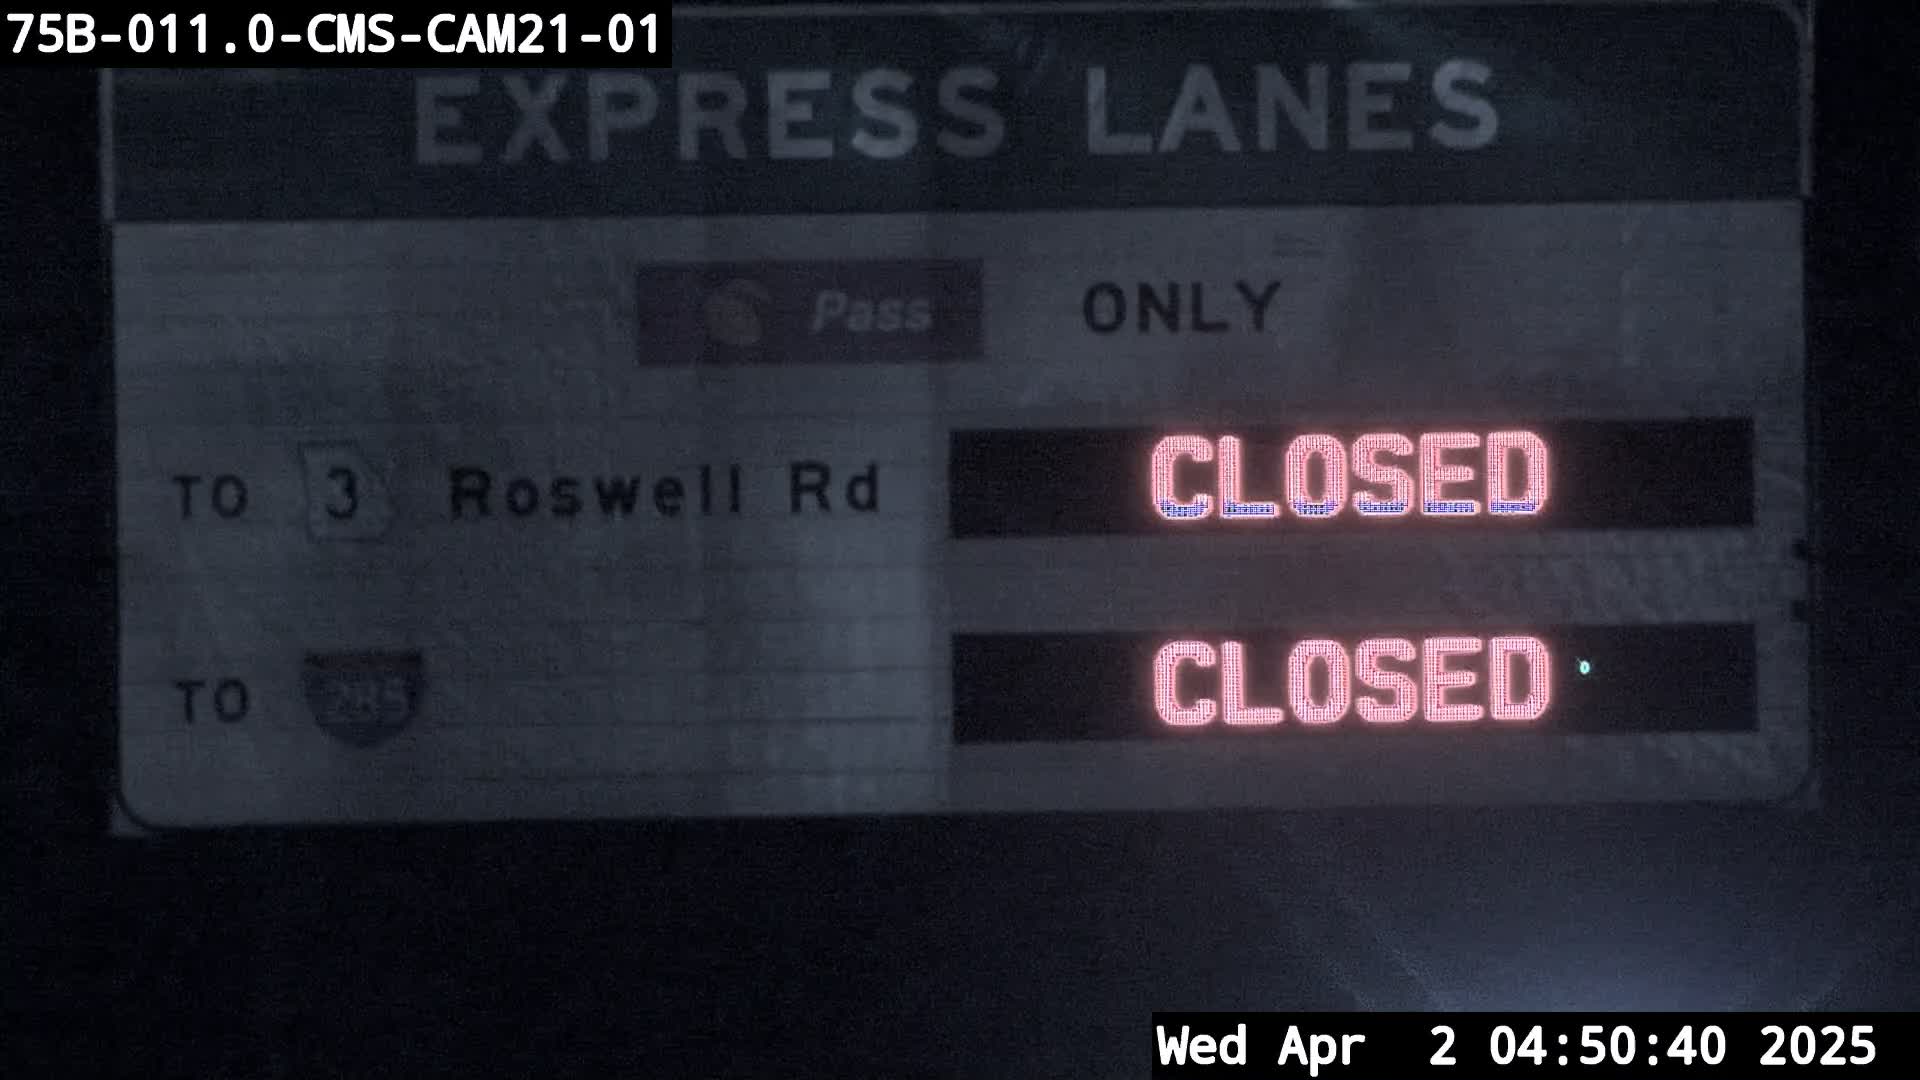 75B-011.0-CMS-CAM21-01
EXPRESS LANES
Pass ONLY
TO 3 Roswell Rd CLOSED
TO 285 CLOSED
Wed Apr 2 04:50:40 2025